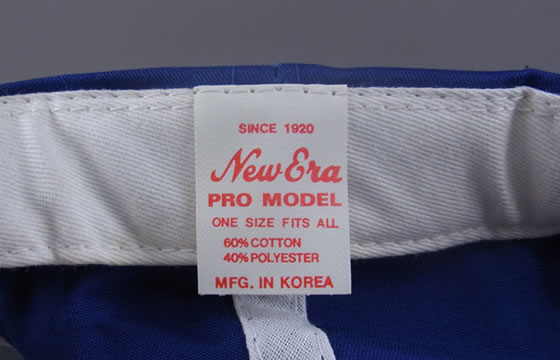 SINCE 1920
New Era
PRO MODEL
ONE SIZE FITS ALL
60% COTTON
40% POLYESTER
MFG. IN KOREA